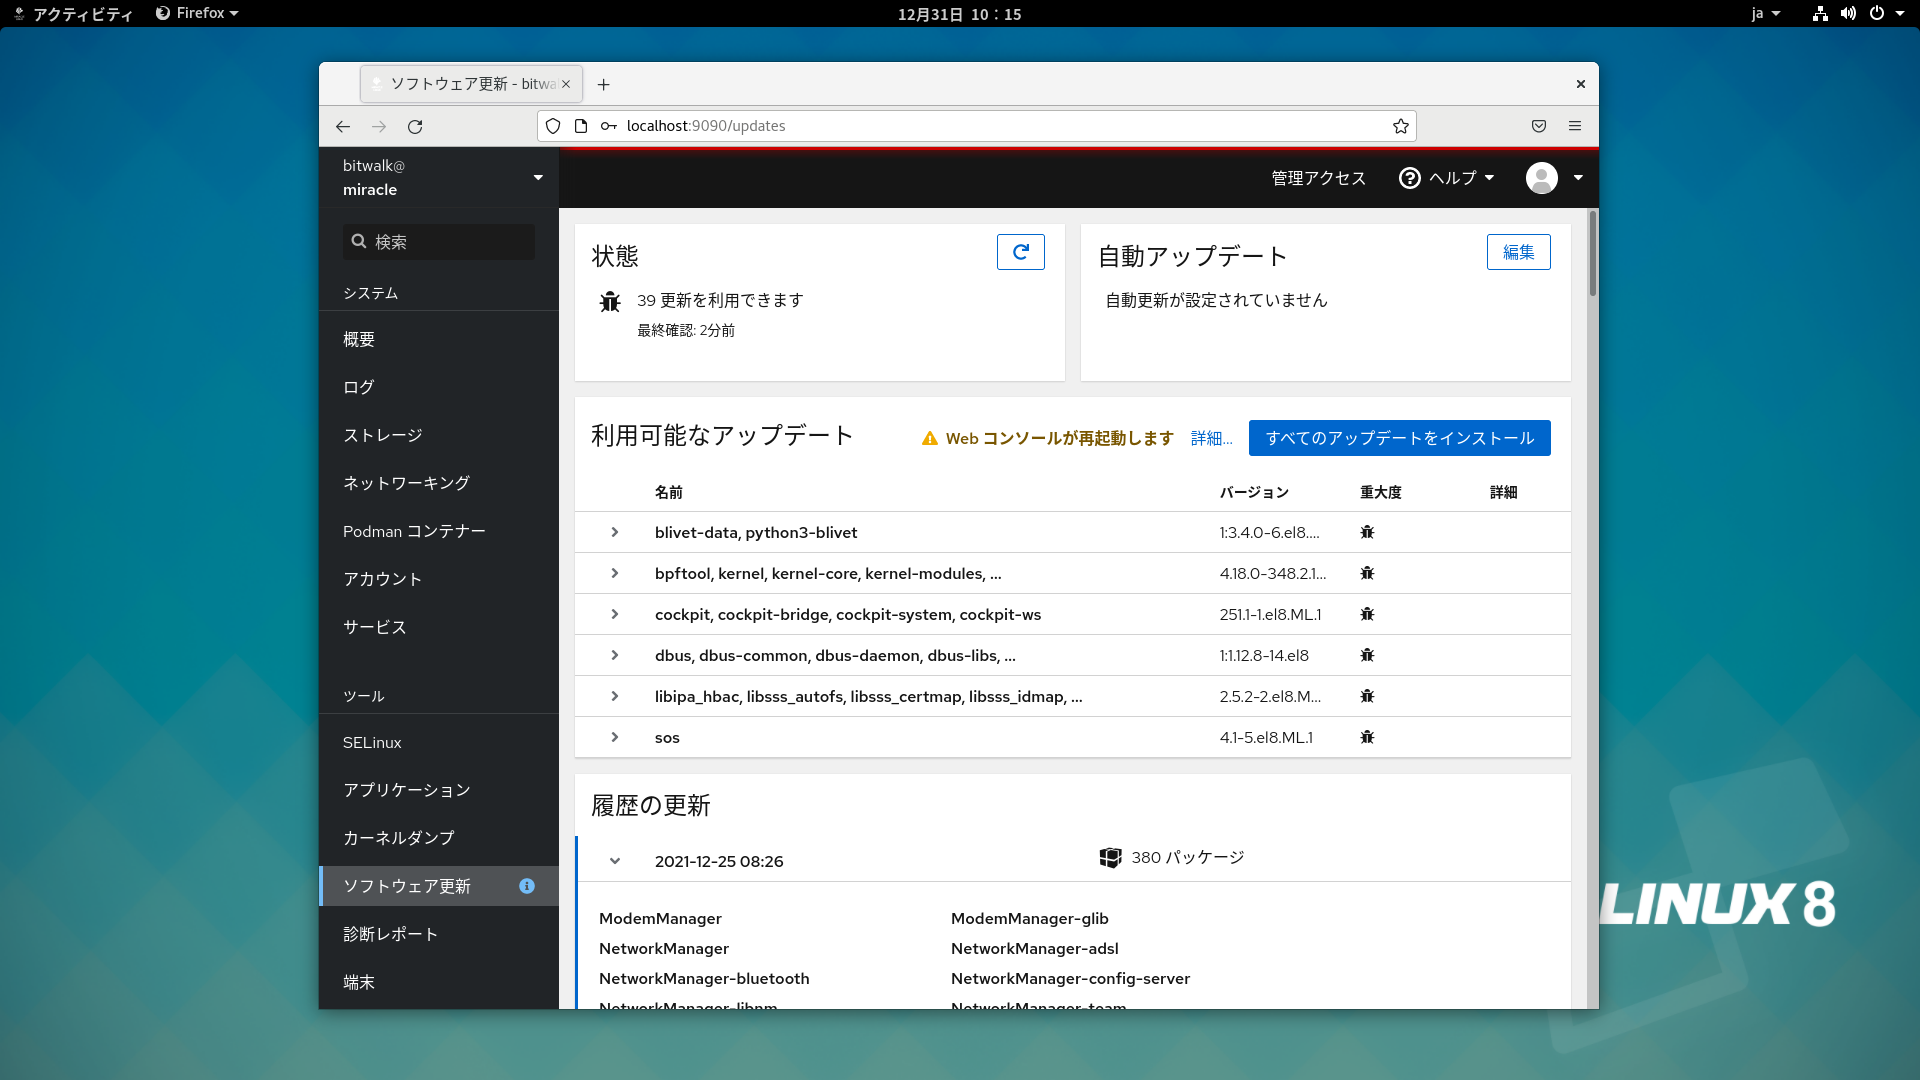 アクティビティ Firefox 12月31日 10：15 ja
ソフトウェア更新 - bitwa
localhost:9090/updates
bitwalk@
miracle
管理アクセス ヘルプ
検索
システム
概要
ログ
ストレージ
ネットワーキング
Podman コンテナー
アカウント
サービス
ツール
SELinux
アプリケーション
カーネルダンプ
ソフトウェア更新
診断レポート
端末
状態
39 更新を利用できます
最終確認: 2分前
自動アップデート 編集
自動更新が設定されていません
利用可能なアップデート Web コンソールが再起動します 詳細... すべてのアップデートをインストール
名前 バージョン 重大度 詳細
blivet-data, python3-blivet 1:3.4.0-6.el8....
bpftool, kernel, kernel-core, kernel-modules, ... 4.18.0-348.2.1...
cockpit, cockpit-bridge, cockpit-system, cockpit-ws 251.1-1.el8.ML.1
dbus, dbus-common, dbus-daemon, dbus-libs, ... 1:1.12.8-14.el8
libipa_hbac, libsss_autofs, libsss_certmap, libsss_idmap, ... 2.5.2-2.el8.M...
sos 4.1-5.el8.ML.1
履歴の更新
2021-12-25 08:26 380 パッケージ
ModemManager ModemManager-glib
NetworkManager NetworkManager-adsl
NetworkManager-bluetooth NetworkManager-config-server
NetworkManager-libnm NetworkManager-team
LINUX 8